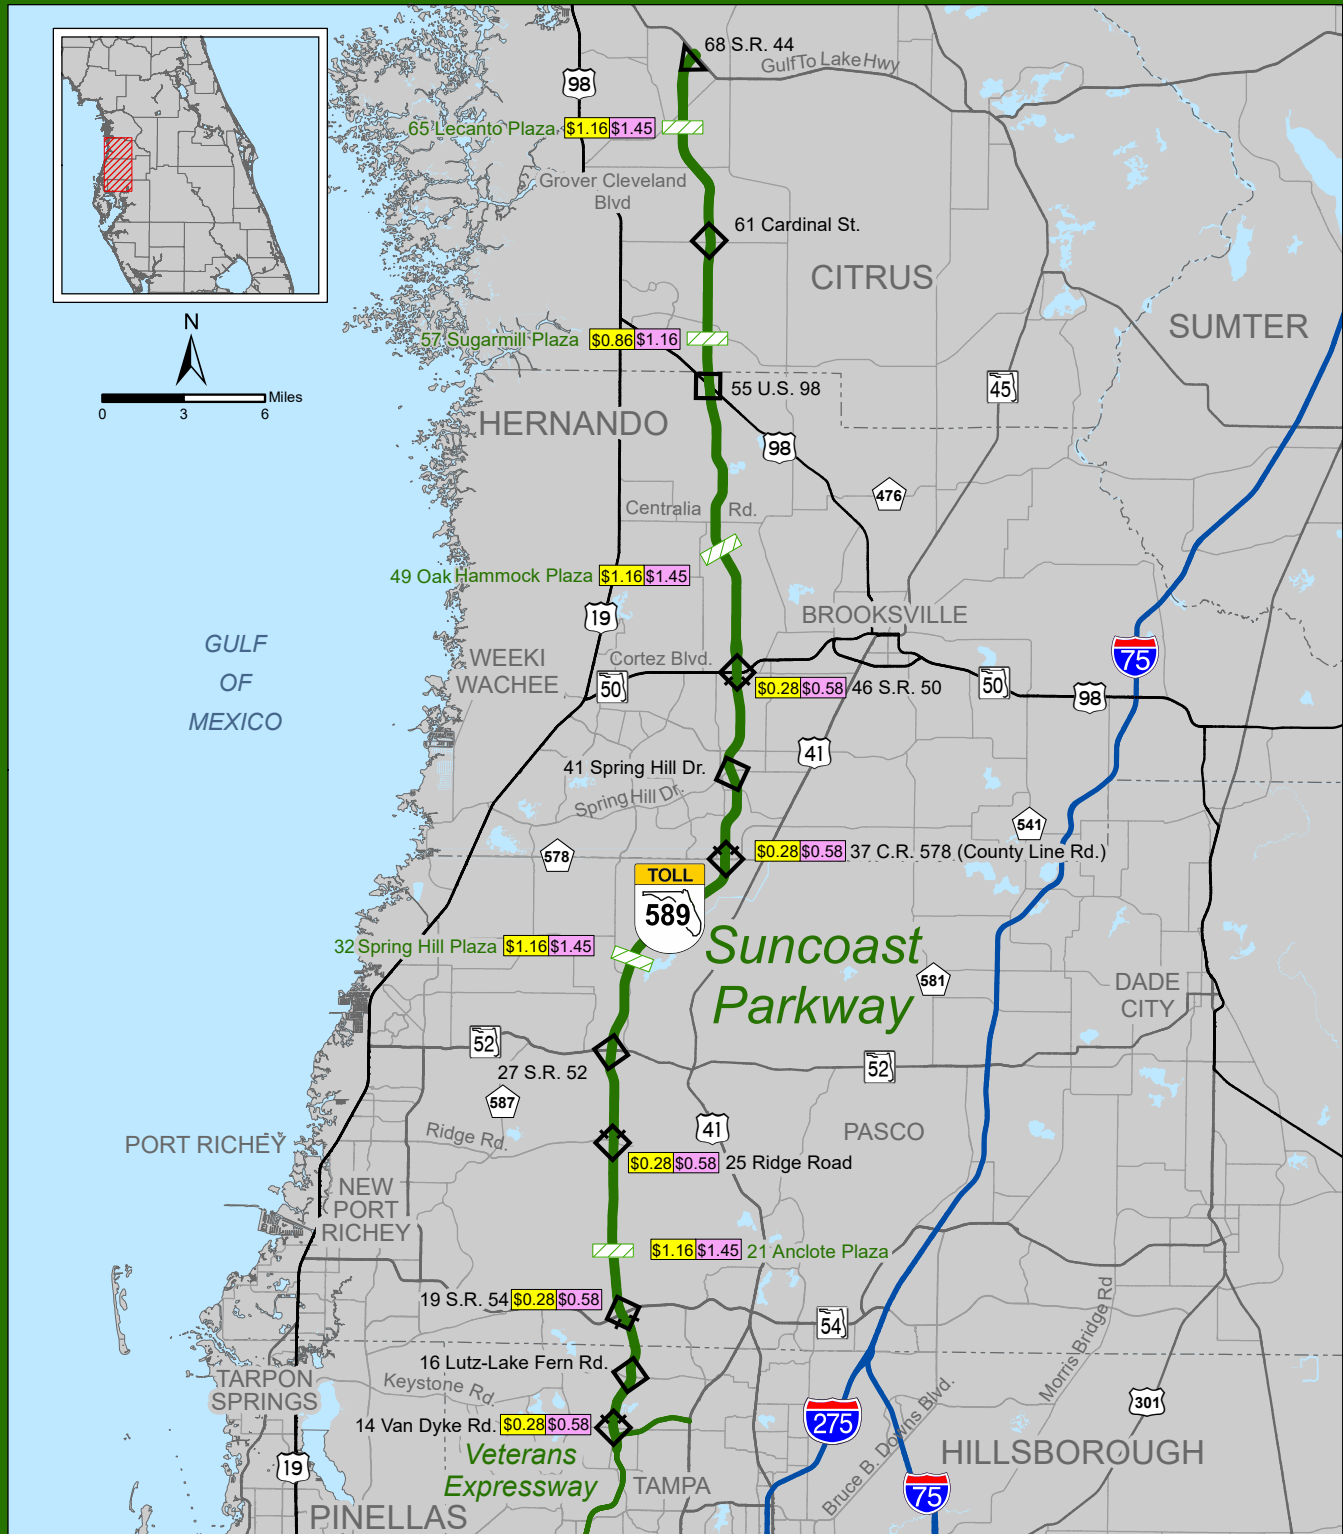 68 S.R. 44
Gulf To Lake Hwy
98
65 Lecanto Plaza $1.16 $1.45
Grover Cleveland
Blvd
61 Cardinal St.
CITRUS
N
SUMTER
57 Sugarmill Plaza $0.86 $1.16
Miles
0 3 6
55 U.S. 98
45
HERNANDO
98
476
Centralia Rd.
49 Oak Hammock Plaza $1.16 $1.45
19
BROOKSVILLE
GULF
OF
MEXICO
75
WEEKI
WACHEE
Cortez Blvd.
50
$0.28 $0.58 46 S.R. 50
50
98
41
41 Spring Hill Dr.
Spring Hill Dr.
541
578
$0.28 $0.58 37 C.R. 578 (County Line Rd.)
TOLL
589
32 Spring Hill Plaza $1.16 $1.45
Suncoast
Parkway
581
DADE
CITY
52
27 S.R. 52
52
587
41
Ridge Rd.
PORT RICHEY
PASCO
$0.28 $0.58 25 Ridge Road
NEW
PORT
RICHEY
$1.16 $1.45 21 Anclote Plaza
19 S.R. 54 $0.28 $0.58
54
Morris Bridge Rd
16 Lutz-Lake Fern Rd.
TARPON
SPRINGS
Keystone Rd.
301
275
14 Van Dyke Rd. $0.28 $0.58
Bruce B. Downs Blvd.
HILLSBOROUGH
Veterans
Expressway
19
TAMPA
75
PINELLAS